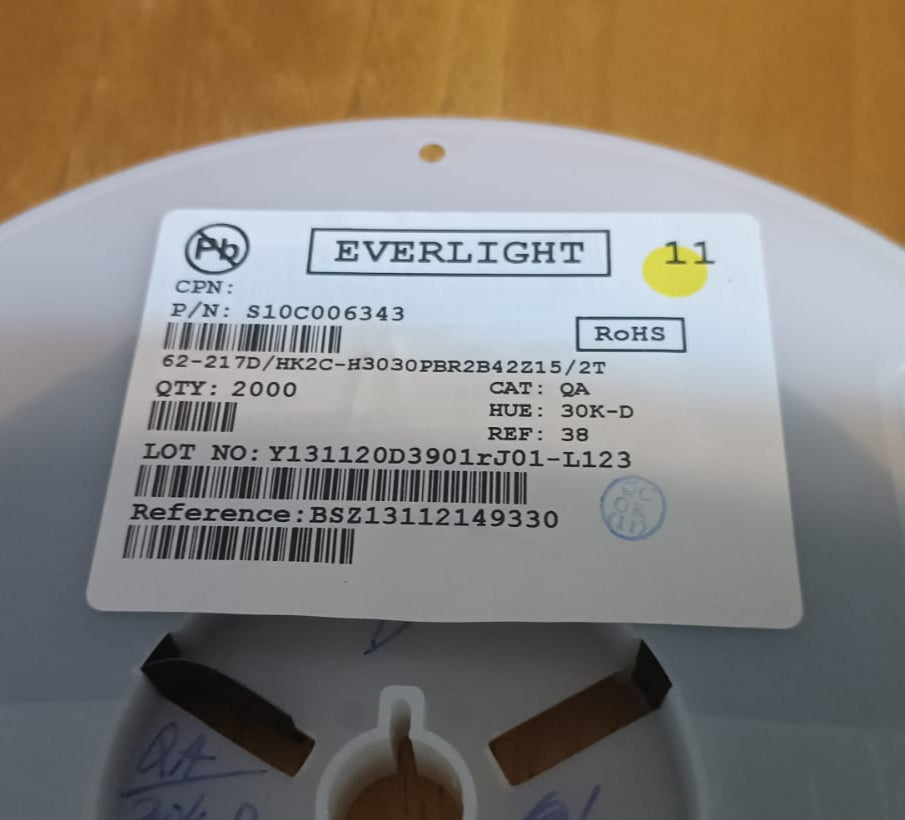 Pb
EVERLIGHT
11
CPN:
P/N: S10C006343
RoHS
62-217D/HK2C-H3030PBR2B42Z15/2T
QTY: 2000
CAT: QA
HUE: 30K-D
REF: 38
LOT NO: Y131120D3901rJ01-L123
Reference:BSZ13112149330
OK
QA